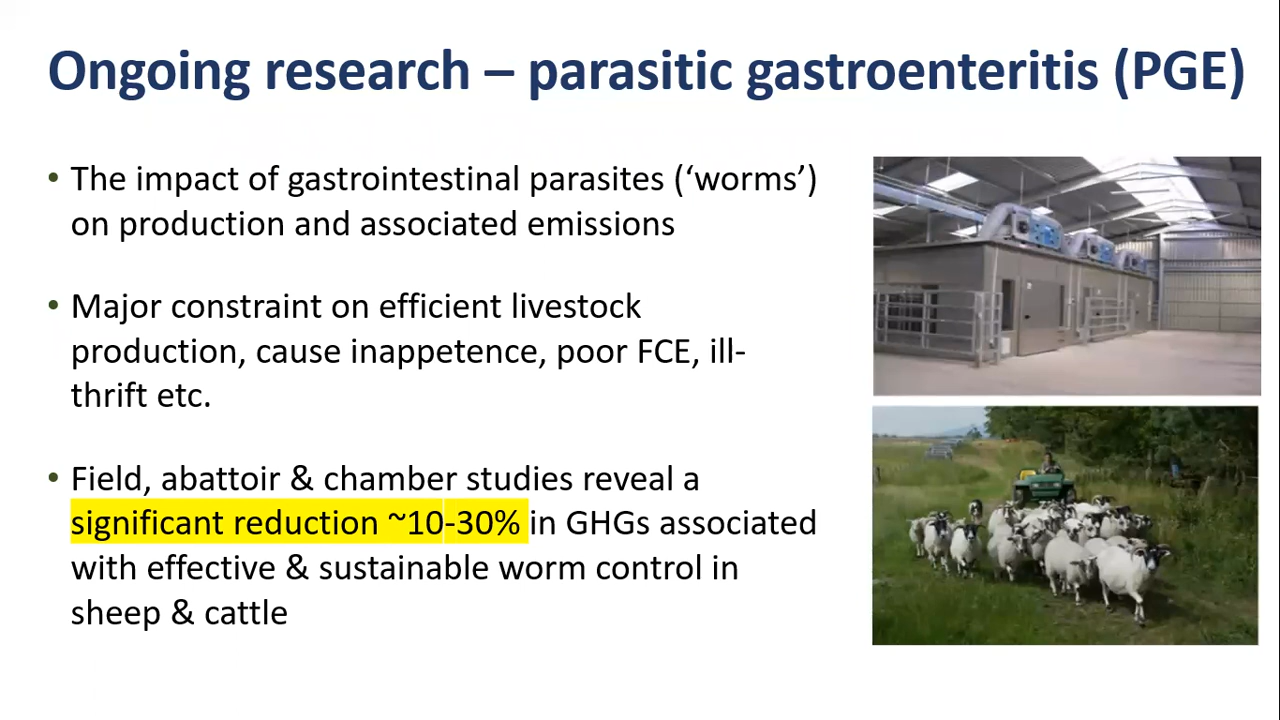 Ongoing research – parasitic gastroenteritis (PGE)
• The impact of gastrointestinal parasites (‘worms’)
on production and associated emissions
• Major constraint on efficient livestock
production, cause inappetence, poor FCE, ill-
thrift etc.
• Field, abattoir & chamber studies reveal a
significant reduction ~10-30% in GHGs associated
with effective & sustainable worm control in
sheep & cattle